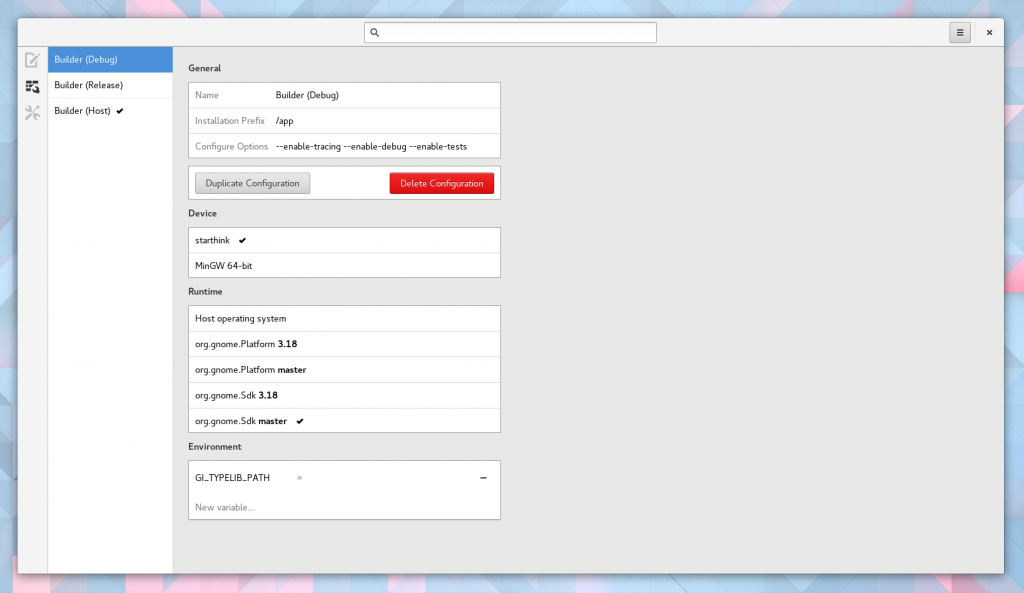 Builder (Debug)
Builder (Release)
Builder (Host)
General
Name Builder (Debug)
Installation Prefix /app
Configure Options --enable-tracing --enable-debug --enable-tests
Duplicate Configuration Delete Configuration
Device
starthink
MinGW 64-bit
Runtime
Host operating system
org.gnome.Platform 3.18
org.gnome.Platform master
org.gnome.Sdk 3.18
org.gnome.Sdk master
Environment
GI_TYPELIB_PATH =
New variable...